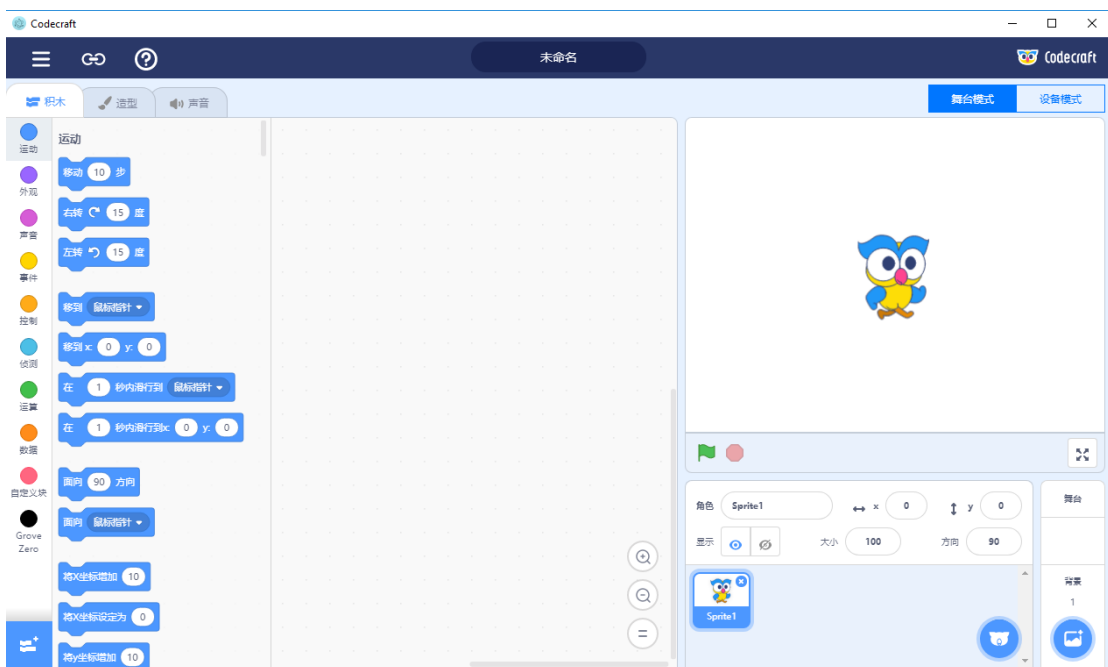 Codecraft
未命名
Codecraft
积木
造型
声音
舞台模式
设备模式
运动
外观
声音
事件
控制
侦测
运算
数据
自定义块
Grove
Zero
运动
移动 10 步
右转 15 度
左转 15 度
移到 鼠标指针
移到 x: 0 y: 0
在 1 秒内滑行到 鼠标指针
在 1 秒内滑行到x: 0 y: 0
面向 90 方向
面向 鼠标指针
将X坐标增加 10
将X坐标设定为 0
将y坐标增加 10
角色 Sprite1 x 0 y 0
显示 大小 100 方向 90
Sprite1
舞台
背景
1